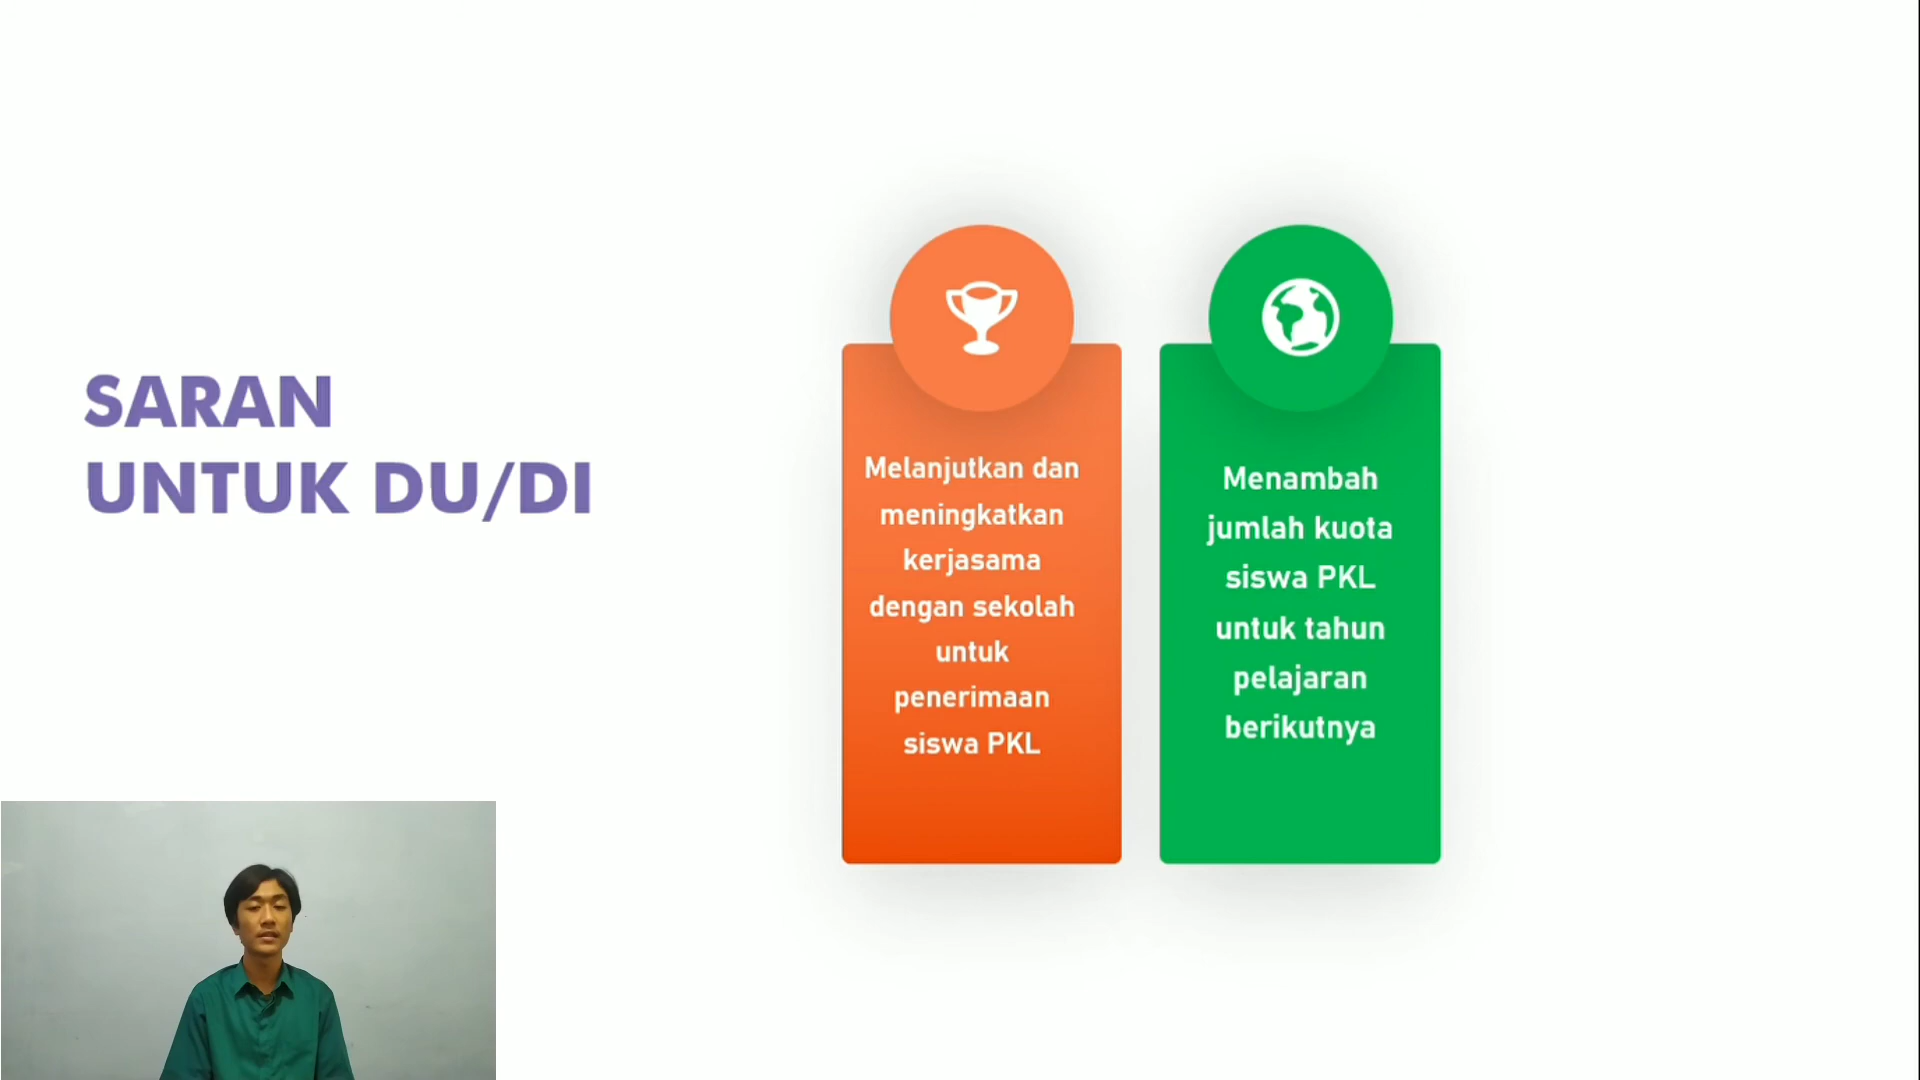 SARAN
UNTUK DU/DI
Melanjutkan dan
meningkatkan
kerjasama
dengan sekolah
untuk
penerimaan
siswa PKL
Menambah
jumlah kuota
siswa PKL
untuk tahun
pelajaran
berikutnya